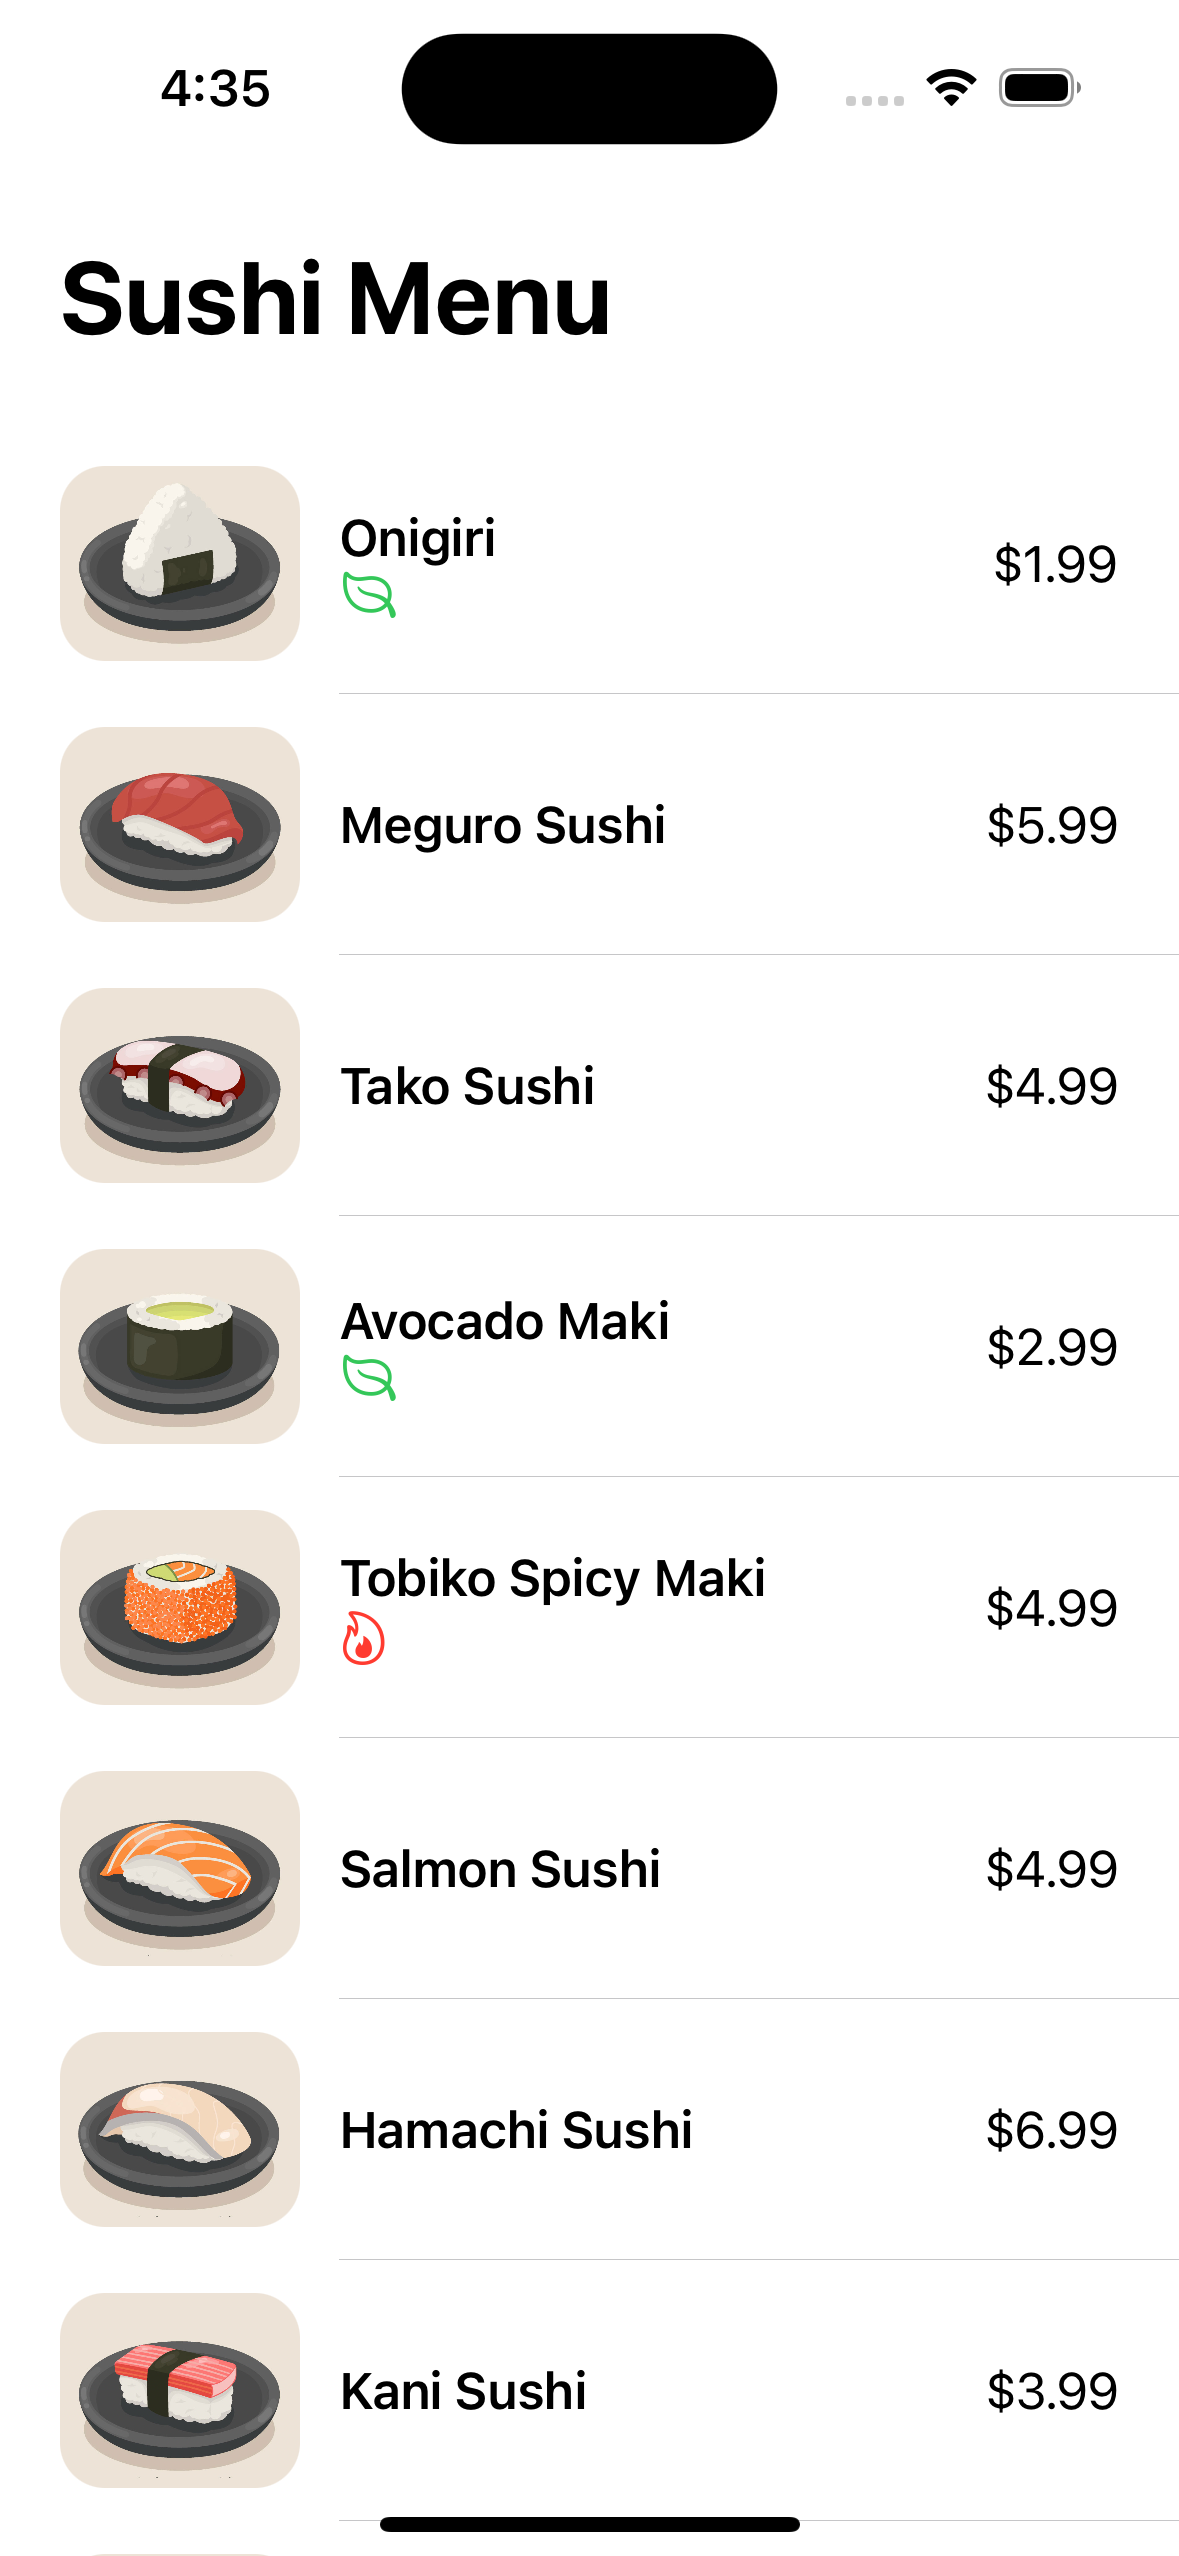 4:35
Sushi Menu
Onigiri
$1.99
Meguro Sushi
$5.99
Tako Sushi
$4.99
Avocado Maki
$2.99
Tobiko Spicy Maki
$4.99
Salmon Sushi
$4.99
Hamachi Sushi
$6.99
Kani Sushi
$3.99